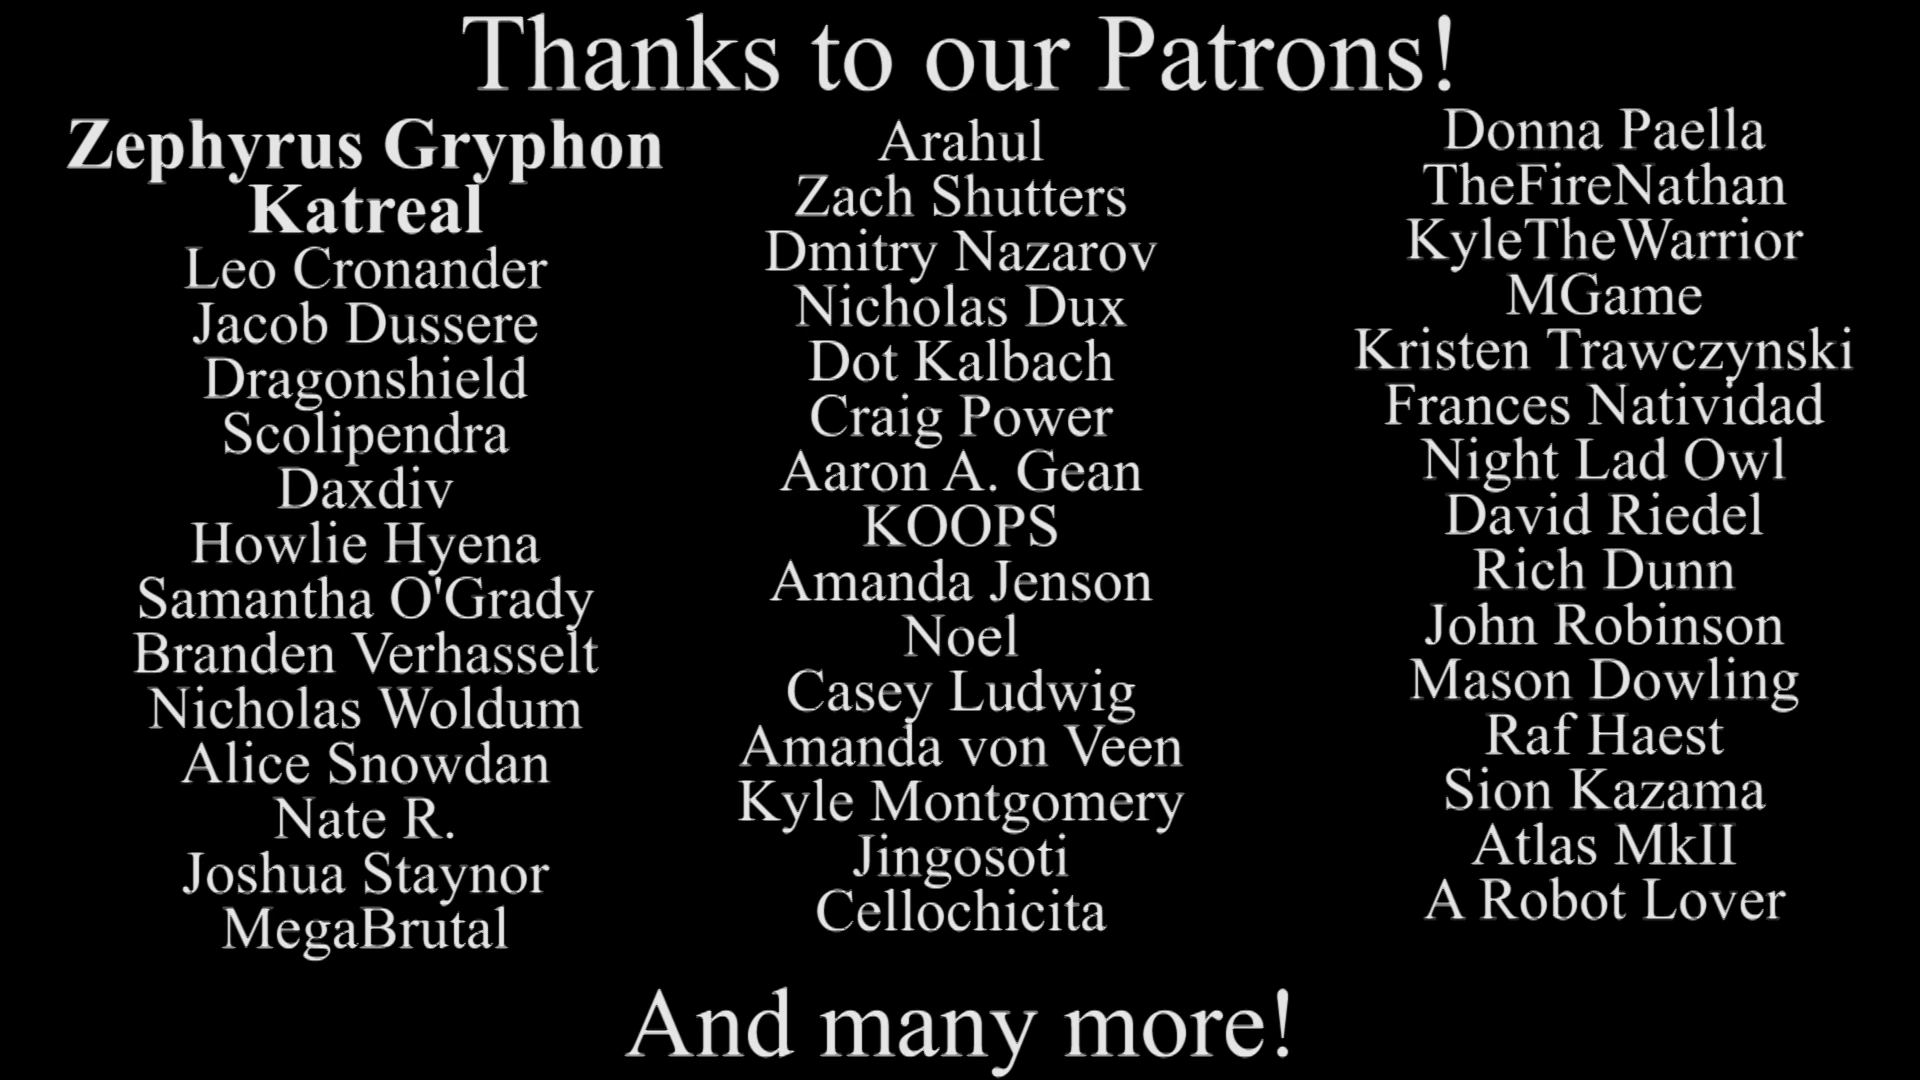 Thanks to our Patrons!
Zephyrus Gryphon
Katreal
Leo Cronander
Jacob Dussere
Dragonshield
Scolipendra
Daxdiv
Howlie Hyena
Samantha O'Grady
Branden Verhasselt
Nicholas Woldum
Alice Snowdan
Nate R.
Joshua Staynor
MegaBrutal
Arahul
Zach Shutters
Dmitry Nazarov
Nicholas Dux
Dot Kalbach
Craig Power
Aaron A. Gean
KOOPS
Amanda Jenson
Noel
Casey Ludwig
Amanda von Veen
Kyle Montgomery
Jingosoti
Cellochicita
Donna Paella
TheFireNathan
KyleTheWarrior
MGame
Kristen Trawczynski
Frances Natividad
Night Lad Owl
David Riedel
Rich Dunn
John Robinson
Mason Dowling
Raf Haest
Sion Kazama
Atlas MkII
A Robot Lover
And many more!